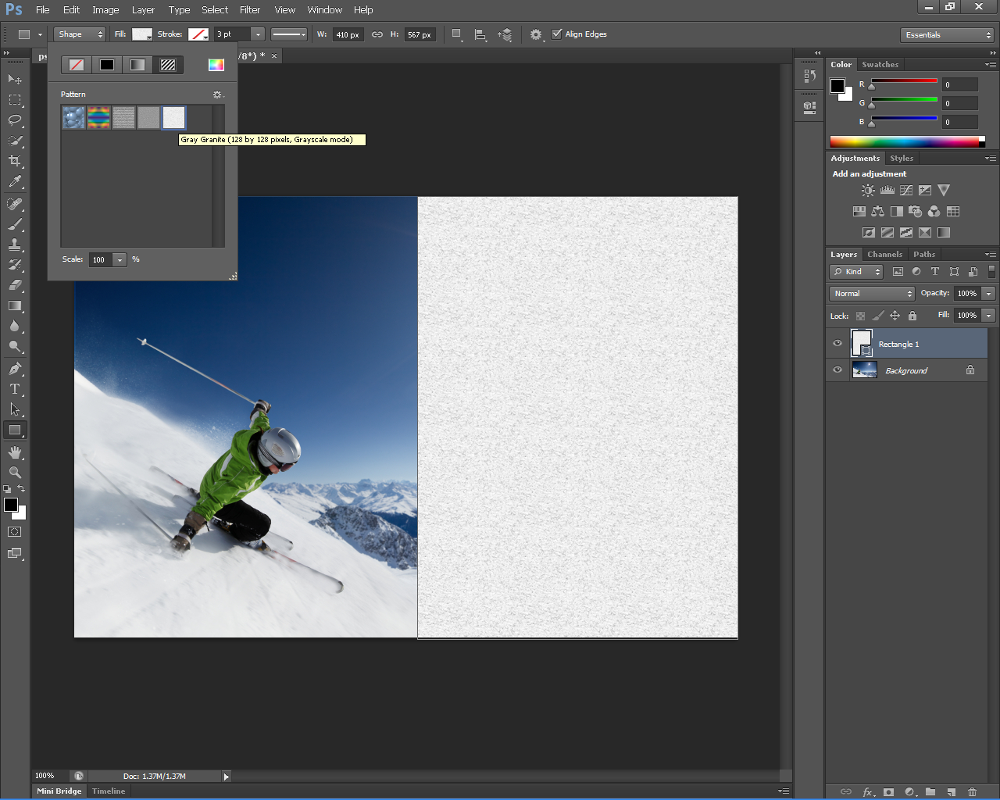 Ps File Edit Image Layer Type Select Filter View Window Help
Shape Fill: Stroke: 3 pt W: 410 px H: 567 px Align Edges Essentials
ps /8*) * ×
Pattern
Gray Granite (128 by 128 pixels, Grayscale mode)
Scale: 100 %
Color Swatches
R 0
G 0
B 0
Adjustments Styles
Add an adjustment
Layers Channels Paths
Kind
Normal Opacity: 100%
Lock: Fill: 100%
Rectangle 1
Background
100% Doc: 1.37M/1.37M
Mini Bridge Timeline